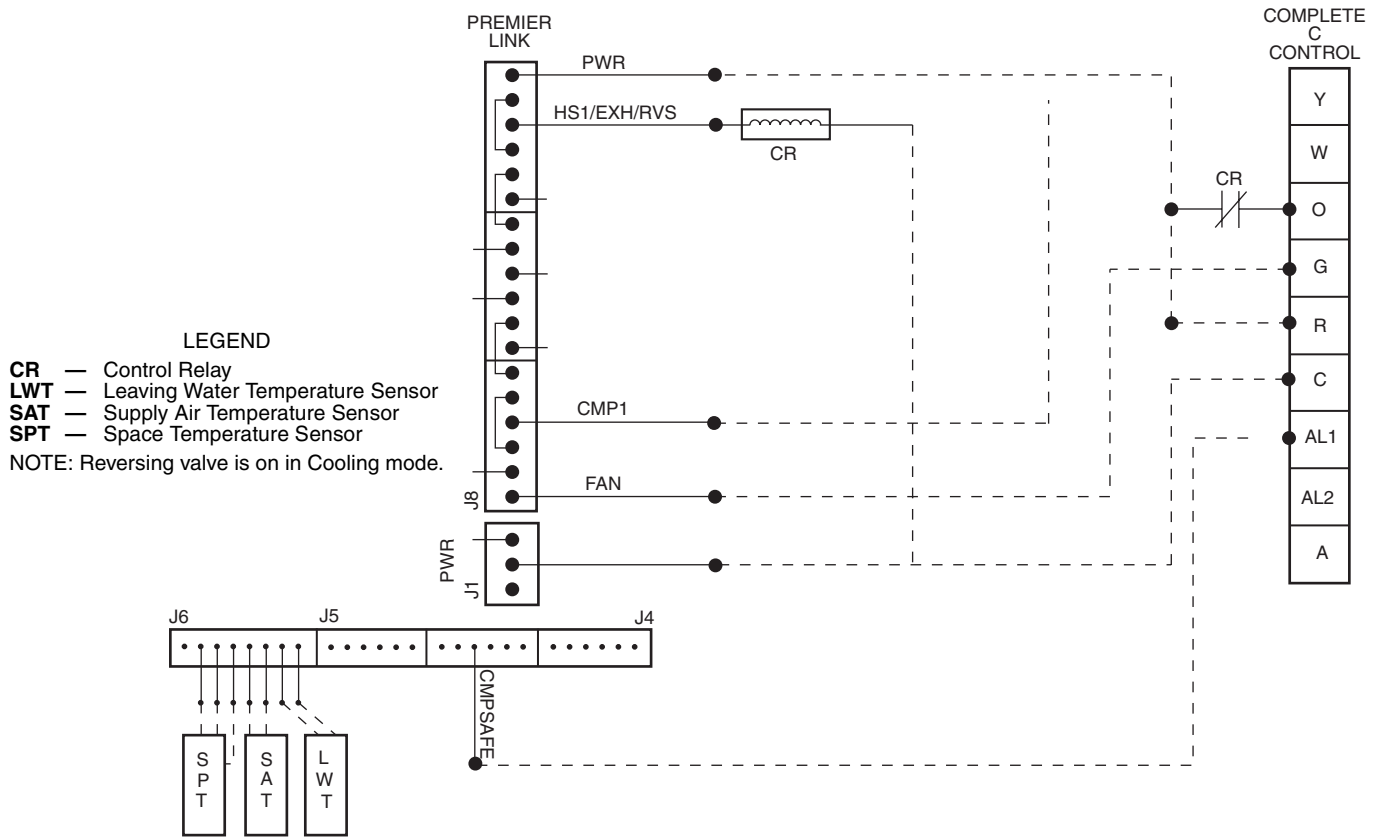 PREMIER
LINK
COMPLETE
C
CONTROL
PWR
HS1/EXH/RVS
CR
CR
Y
W
O
G
R
C
AL1
AL2
A
LEGEND
CR — Control Relay
LWT — Leaving Water Temperature Sensor
SAT — Supply Air Temperature Sensor
SPT — Space Temperature Sensor
NOTE: Reversing valve is on in Cooling mode.
CMP1
FAN
J8
PWR
J1
J6
J5
J4
CMPSAFE
SPT
SAT
LWT